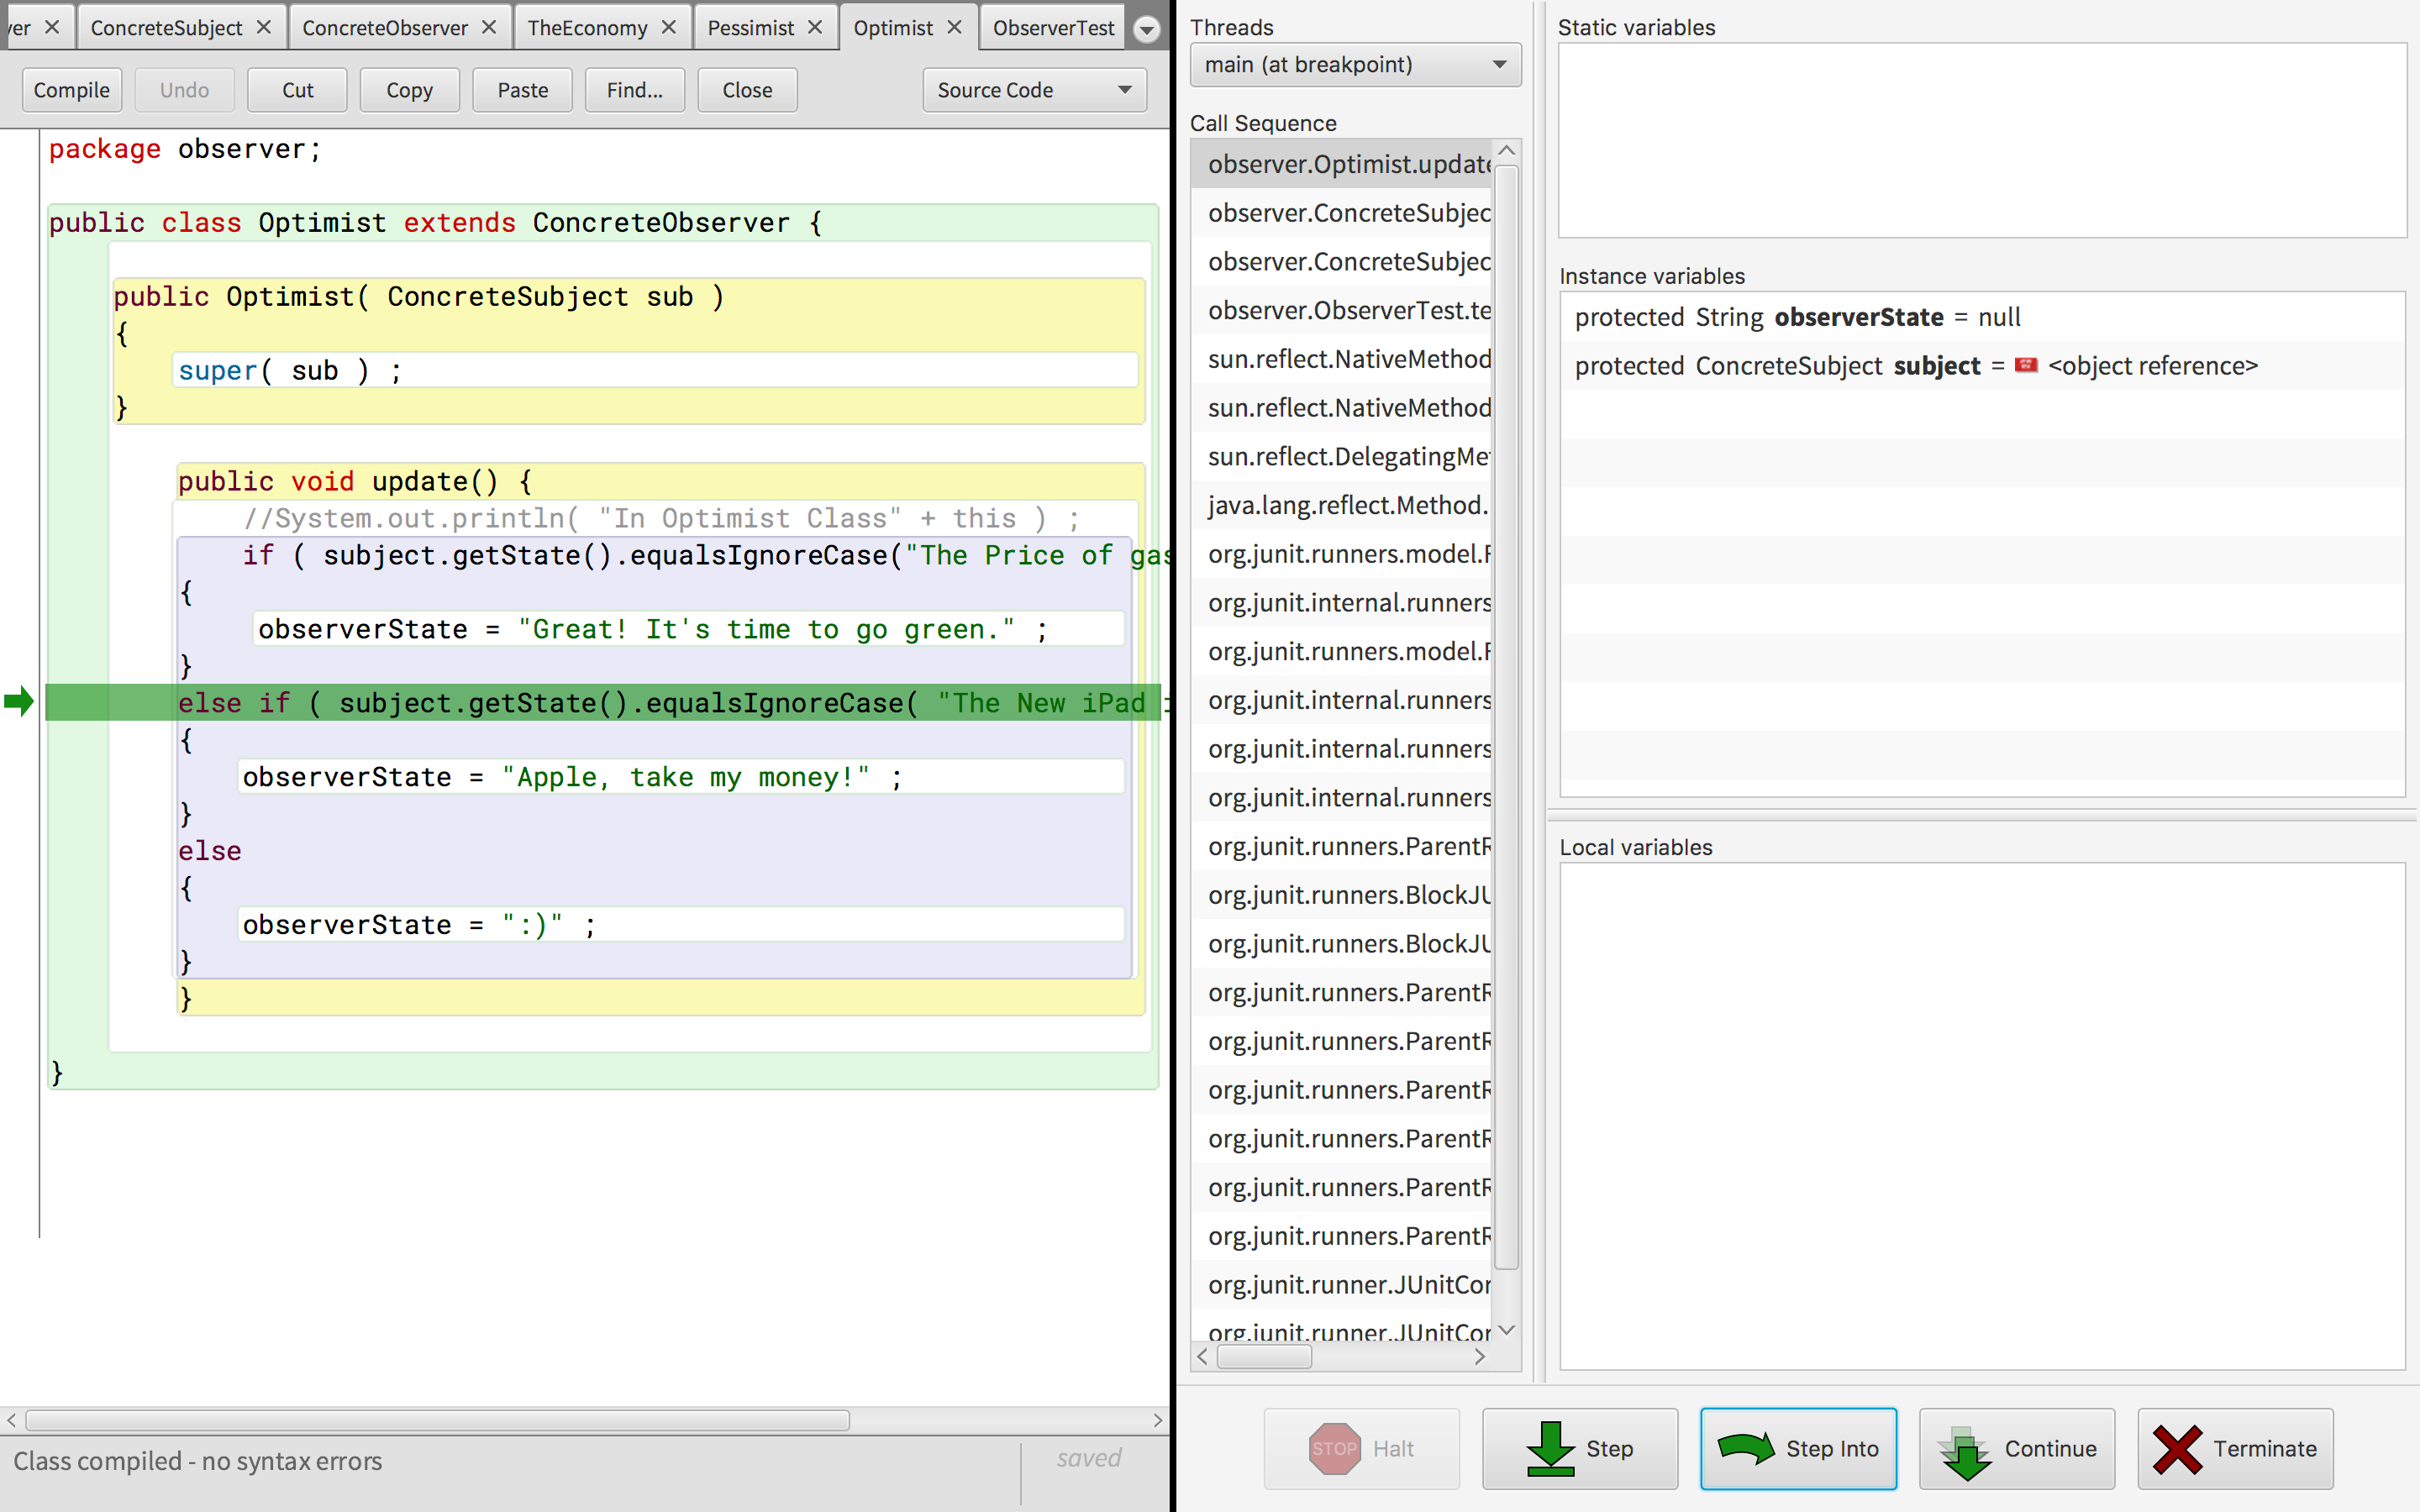 ver ConcreteSubject ConcreteObserver TheEconomy Pessimist Optimist ObserverTest
Compile Undo Cut Copy Paste Find... Close Source Code
package observer;
public class Optimist extends ConcreteObserver {
public Optimist( ConcreteSubject sub )
{
super( sub ) ;
}
public void update() {
//System.out.println( "In Optimist Class" + this ) ;
if ( subject.getState().equalsIgnoreCase("The Price of gas
{
observerState = "Great! It's time to go green." ;
}
else if ( subject.getState().equalsIgnoreCase( "The New iPad i
{
observerState = "Apple, take my money!" ;
}
else
{
observerState = ":)" ;
}
}
}
Class compiled - no syntax errors
saved
Threads
main (at breakpoint)
Call Sequence
observer.Optimist.update
observer.ConcreteSubjec
observer.ConcreteSubjec
observer.ObserverTest.te
sun.reflect.NativeMethod
sun.reflect.NativeMethod
sun.reflect.DelegatingMe
java.lang.reflect.Method.
org.junit.runners.model.F
org.junit.internal.runners
org.junit.runners.model.F
org.junit.internal.runners
org.junit.internal.runners
org.junit.internal.runners
org.junit.runners.ParentR
org.junit.runners.BlockJU
org.junit.runners.BlockJU
org.junit.runners.ParentR
org.junit.runners.ParentR
org.junit.runners.ParentR
org.junit.runners.ParentR
org.junit.runners.ParentR
org.junit.runners.ParentR
org.junit.runner.JUnitCor
org.junit.runner.JUnitCor
Static variables
Instance variables
protected String observerState = null
protected ConcreteSubject subject = <object reference>
Local variables
STOP Halt Step Step Into Continue Terminate